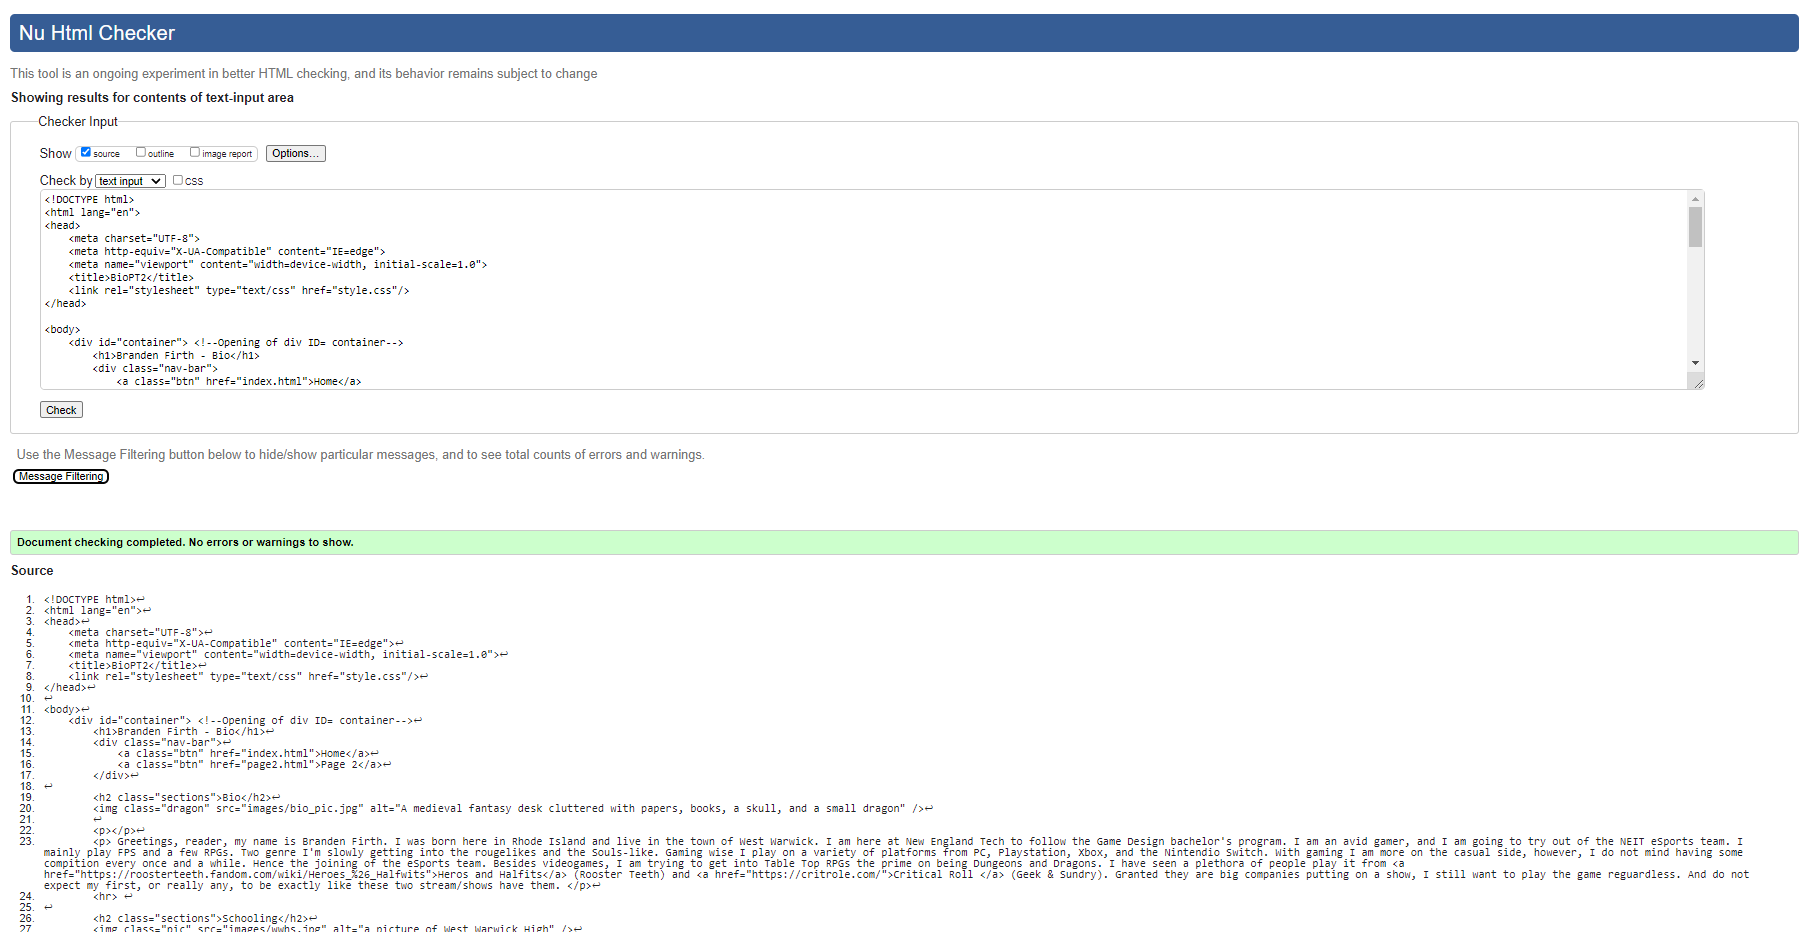 Nu Html Checker
This tool is an ongoing experiment in better HTML checking, and its behavior remains subject to change
Showing results for contents of text-input area
Checker Input
Show source outline image report Options...
Check by text input css
<!DOCTYPE html>
<html lang="en">
<head>
    <meta charset="UTF-8">
    <meta http-equiv="X-UA-Compatible" content="IE=edge">
    <meta name="viewport" content="width=device-width, initial-scale=1.0">
    <title>BioPT2</title>
    <link rel="stylesheet" type="text/css" href="style.css"/>
</head>
<body>
    <div id="container"> <!--Opening of div ID= container-->
        <h1>Branden Firth - Bio</h1>
        <div class="nav-bar">
            <a class="btn" href="index.html">Home</a>
Check
Use the Message Filtering button below to hide/show particular messages, and to see total counts of errors and warnings.
Message Filtering
Document checking completed. No errors or warnings to show.
Source
1. <!DOCTYPE html>↩
2. <html lang="en">↩
3. <head>↩
4.     <meta charset="UTF-8">↩
5.     <meta http-equiv="X-UA-Compatible" content="IE=edge">↩
6.     <meta name="viewport" content="width=device-width, initial-scale=1.0">↩
7.     <title>BioPT2</title>↩
8.     <link rel="stylesheet" type="text/css" href="style.css"/>↩
9. </head>↩
10. ↩
11. <body>↩
12.     <div id="container"> <!--Opening of div ID= container-->↩
13.         <h1>Branden Firth - Bio</h1>↩
14.         <div class="nav-bar">↩
15.             <a class="btn" href="index.html">Home</a>↩
16.             <a class="btn" href="page2.html">Page 2</a>↩
17.         </div>↩
18. ↩
19.         <h2 class="sections">Bio</h2>↩
20.         <img class="dragon" src="images/bio_pic.jpg" alt="A medieval fantasy desk cluttered with papers, books, a skull, and a small dragon" />↩
21.         ↩
22.         <p></p>↩
23.         <p> Greetings, reader, my name is Branden Firth. I was born here in Rhode Island and live in the town of West Warwick. I am here at New England Tech to follow the Game Design bachelor's program. I am an avid gamer, and I am going to try out of the NEIT eSports team. I
mainly play FPS and a few RPGs. Two genre I'm slowly getting into the rougelikes and the Souls-like. Gaming wise I play on a variety of platforms from PC, Playstation, Xbox, and the Nintendio Switch. With gaming I am more on the casual side, however, I do not mind having some
compition every once and a while. Hence the joining of the eSports team. Besides videogames, I am trying to get into Table Top RPGs the prime on being Dungeons and Dragons. I have seen a plethora of people play it from <a
href="https://roosterteeth.fandom.com/wiki/Heroes_%26_Halfwits">Heros and Halfits</a> (Rooster Teeth) and <a href="https://critrole.com/">Critical Roll </a> (Geek & Sundry). Granted they are big companies putting on a show, I still want to play the game reguardless. And do not
expect my first, or really any, to be exactly like these two stream/shows have them. </p>↩
24.         <hr> ↩
25. ↩
26.         <h2 class="sections">Schooling</h2>↩
27         <img class="pic" src="images/wwhs.jpg" alt="a picture of West Warwick High" />↩